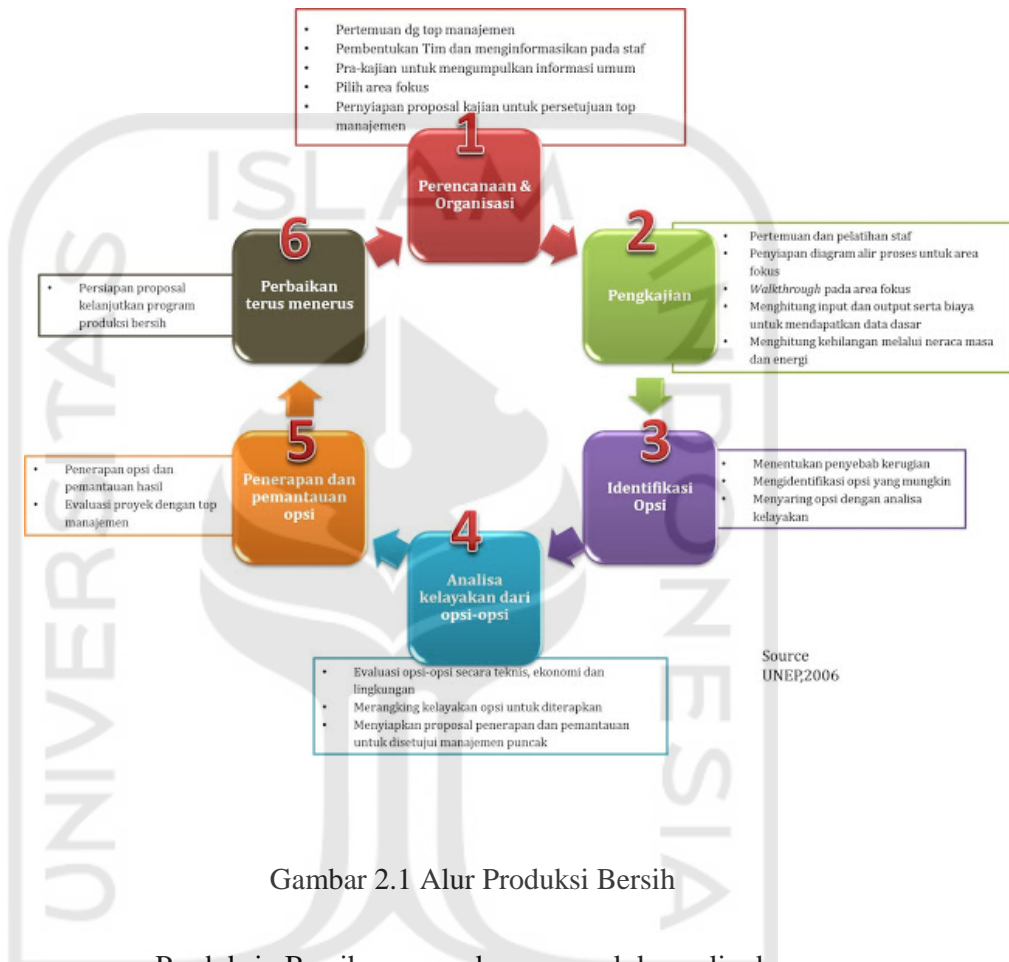 • Pertemuan dg top manajemen
• Pembentukan Tim dan menginformasikan pada staf
• Pra-kajian untuk mengumpulkan informasi umum
• Pilih area fokus
• Pernyiapan proposal kajian untuk persetujuan top
manajemen
1
Perencanaan &
Organisasi
2
Pengkajian
• Pertemuan dan pelatihan staf
• Penyiapan diagram alir proses untuk area
fokus
• Walkthrough pada area fokus
• Menghitung input dan output serta biaya
untuk mendapatkan data dasar
• Menghitung kehilangan melalui neraca masa
dan energi
3
Identifikasi
Opsi
• Menentukan penyebab kerugian
• Mengidentifikasi opsi yang mungkin
• Menyaring opsi dengan analisa
kelayakan
4
Analisa
kelayakan dari
opsi-opsi
• Evaluasi opsi-opsi secara teknis, ekonomi dan
lingkungan
• Merangking kelayakan opsi untuk diterapkan
• Menyiapkan proposal penerapan dan pemantauan
untuk disetujui manajemen puncak
5
Penerapan dan
pemantauan
opsi
• Penerapan opsi dan
pemantauan hasil
• Evaluasi proyek dengan top
manajemen
6
Perbaikan
terus menerus
• Persiapan proposal
kelanjutkan program
produksi bersih
Source
UNEP,2006
UNIVERSITAS
ISLAM
INDONESIA
Gambar 2.1 Alur Produksi Bersih